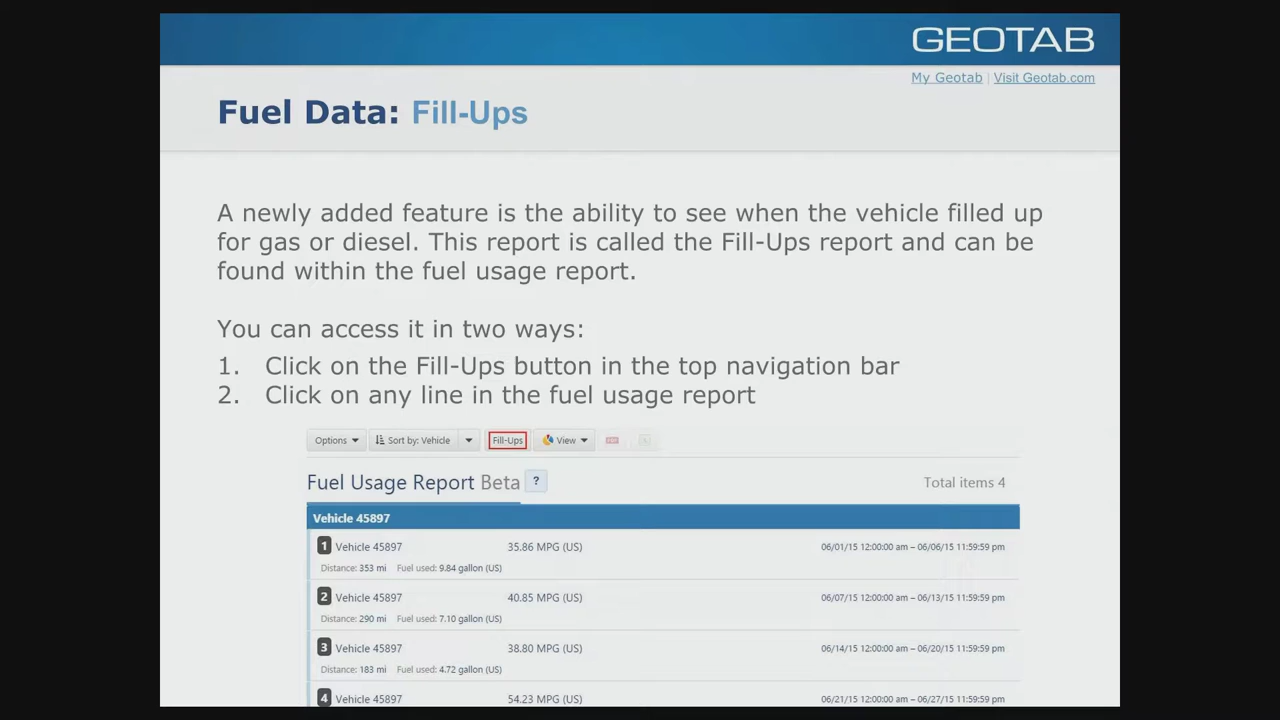 GEOTAB
My Geotab | Visit Geotab.com
Fuel Data: Fill-Ups
A newly added feature is the ability to see when the vehicle filled up
for gas or diesel. This report is called the Fill-Ups report and can be
found within the fuel usage report.
You can access it in two ways:
1. Click on the Fill-Ups button in the top navigation bar
2. Click on any line in the fuel usage report
Options Sort by: Vehicle Fill-Ups View
Fuel Usage Report Beta ? Total items 4
Vehicle 45897
1 Vehicle 45897 35.86 MPG (US) 06/01/15 12:00:00 am – 06/06/15 11:59:59 pm
Distance: 353 mi Fuel used: 9.84 gallon (US)
2 Vehicle 45897 40.85 MPG (US) 06/07/15 12:00:00 am – 06/13/15 11:59:59 pm
Distance: 290 mi Fuel used: 7.10 gallon (US)
3 Vehicle 45897 38.80 MPG (US) 06/14/15 12:00:00 am – 06/20/15 11:59:59 pm
Distance: 183 mi Fuel used: 4.72 gallon (US)
4 Vehicle 45897 54.23 MPG (US) 06/21/15 12:00:00 am – 06/27/15 11:59:59 pm